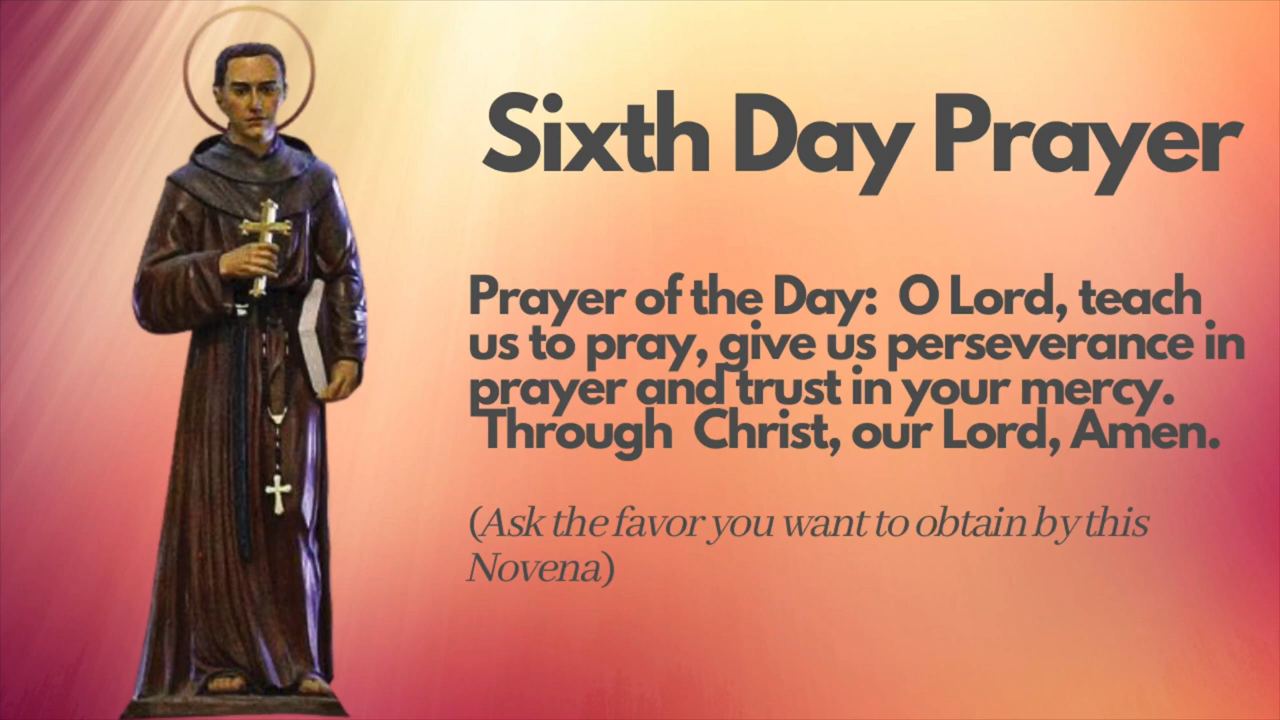 Sixth Day Prayer
Prayer of the Day:  O Lord, teach
us to pray, give us perseverance in
prayer and trust in your mercy.
Through  Christ, our Lord, Amen.
(Ask the favor you want to obtain by this
Novena)